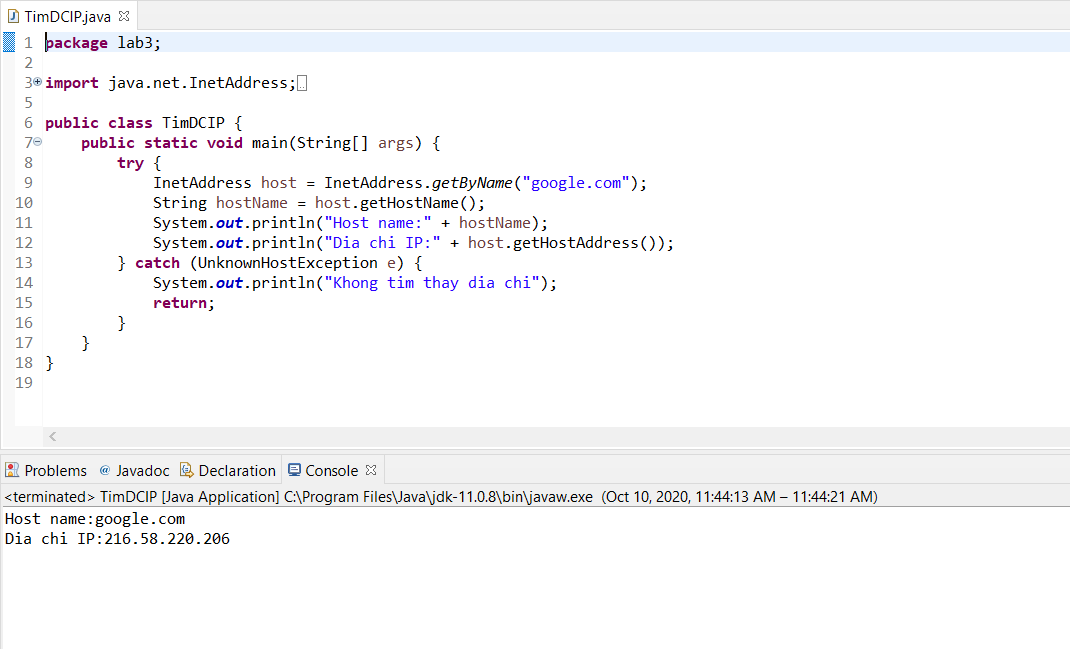 TimDCIP.java
1 package lab3;
2
3 import java.net.InetAddress;
5
6 public class TimDCIP {
7 public static void main(String[] args) {
8 try {
9 InetAddress host = InetAddress.getByName("google.com");
10 String hostName = host.getHostName();
11 System.out.println("Host name:" + hostName);
12 System.out.println("Dia chi IP:" + host.getHostAddress());
13 } catch (UnknownHostException e) {
14 System.out.println("Khong tim thay dia chi");
15 return;
16 }
17 }
18 }
19
Problems @ Javadoc Declaration Console
<terminated> TimDCIP [Java Application] C:\Program Files\Java\jdk-11.0.8\bin\javaw.exe (Oct 10, 2020, 11:44:13 AM – 11:44:21 AM)
Host name:google.com
Dia chi IP:216.58.220.206